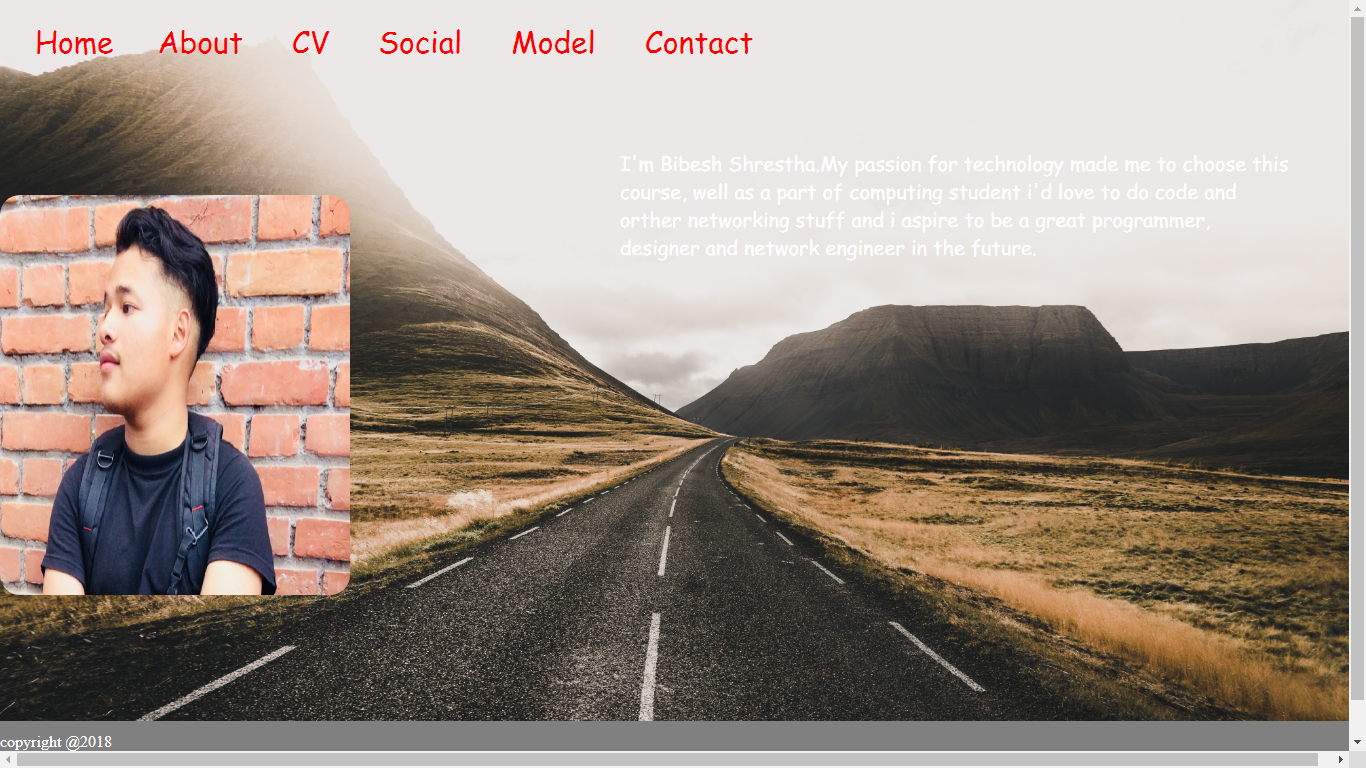 Home About CV Social Model Contact
I'm Bibesh Shrestha.My passion for technology made me to choose this
course, well as a part of computing student i'd love to do code and
orther networking stuff and i aspire to be a great programmer,
designer and network engineer in the future.
copyright @2018